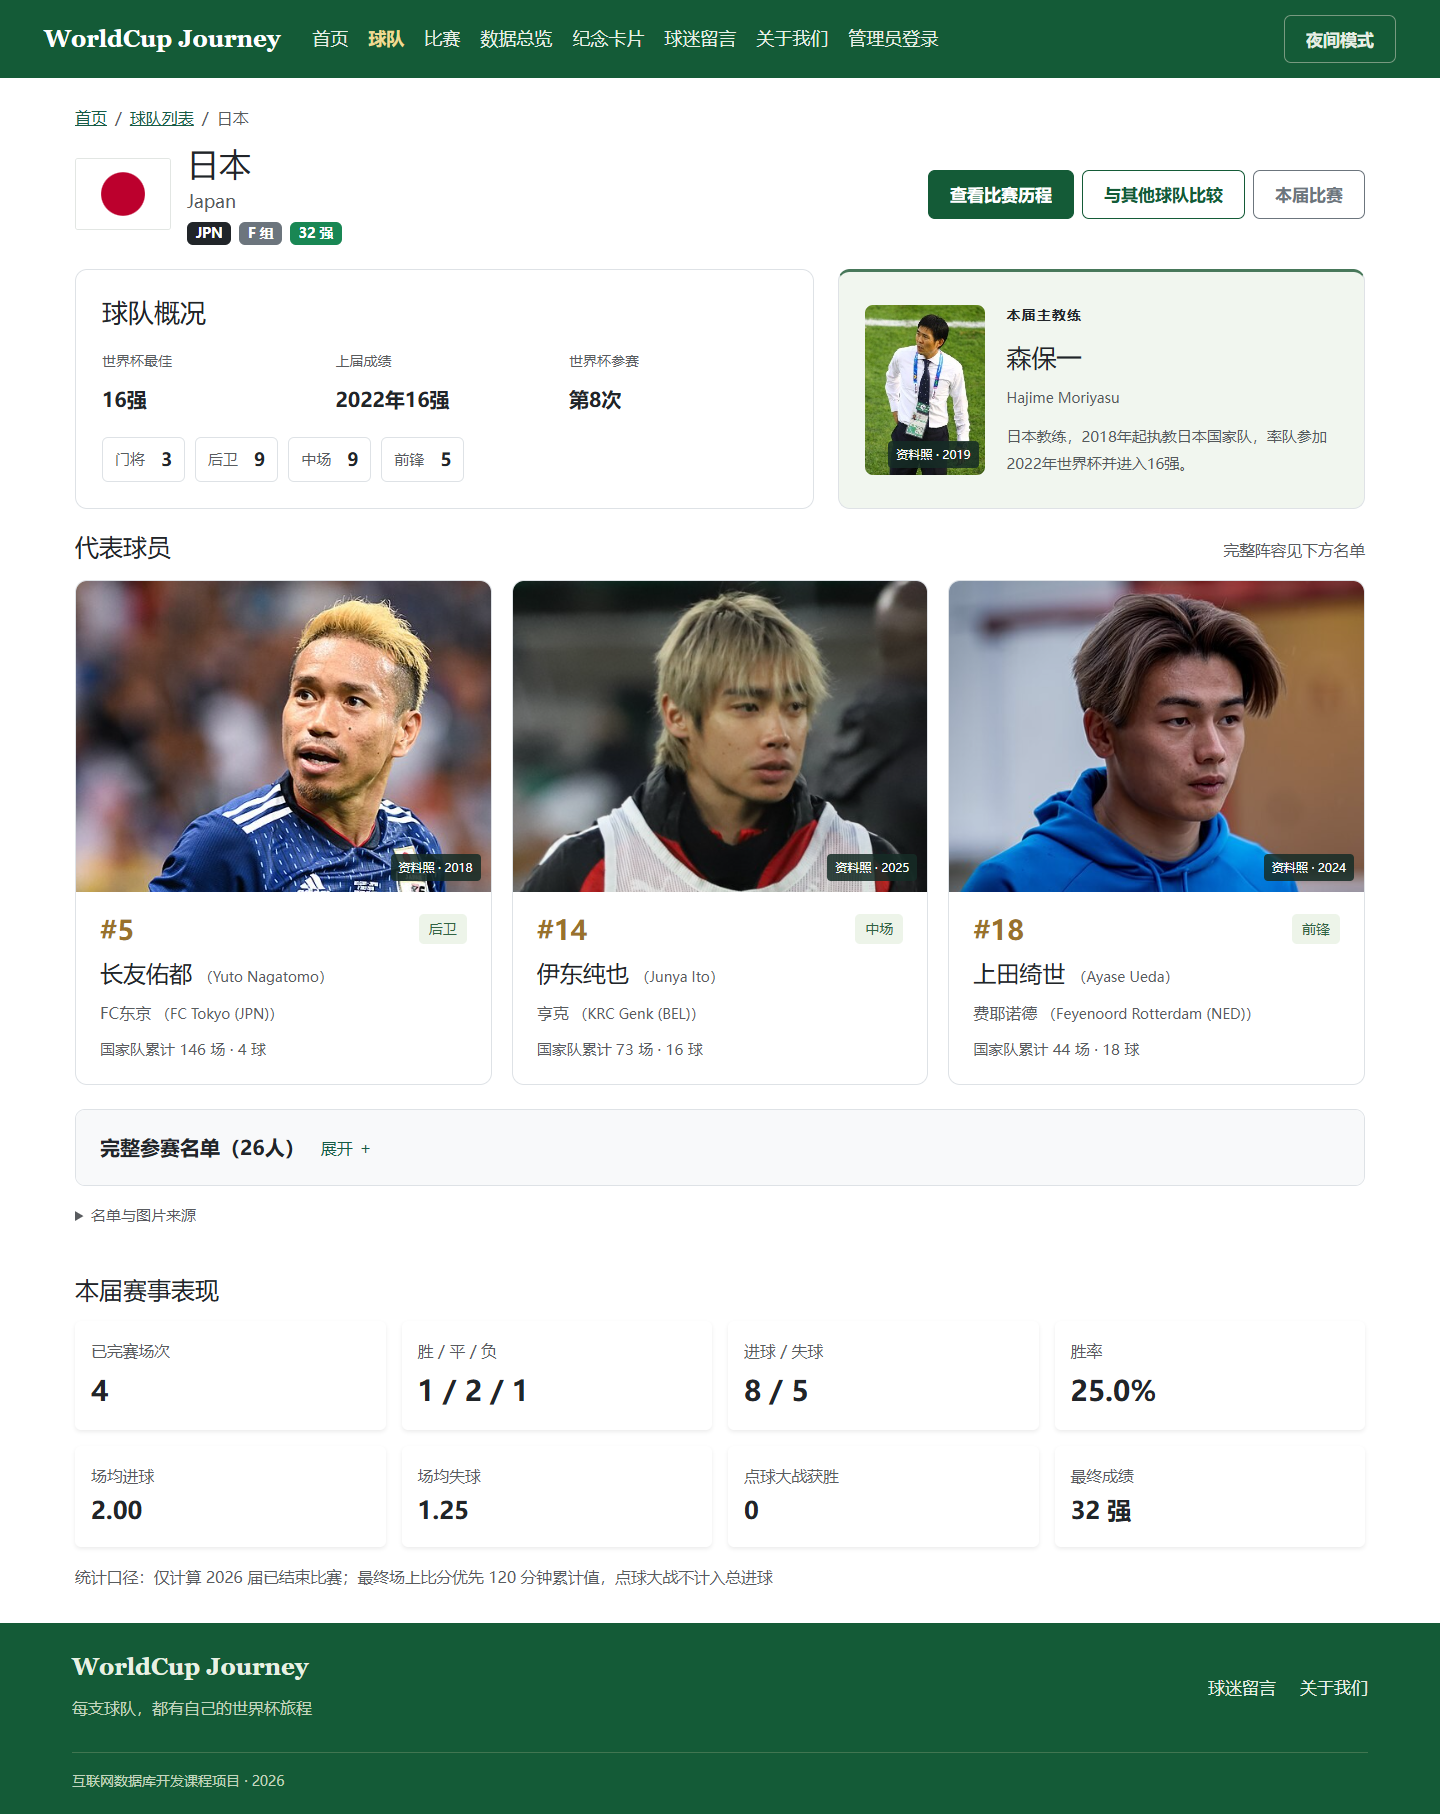 WorldCup Journey 首页 球队 比赛 数据总览 纪念卡片 球迷留言 关于我们 管理员登录 夜间模式
首页 / 球队列表 / 日本
日本
Japan
JPN F 组 32 强
查看比赛历程 与其他球队比较 本届比赛
球队概况
世界杯最佳 上届成绩 世界杯参赛
16强 2022年16强 第8次
门将 3 后卫 9 中场 9 前锋 5
资料照 · 2019
本届主教练
森保一
Hajime Moriyasu
日本教练，2018年起执教日本国家队，率队参加
2022年世界杯并进入16强。
代表球员
完整阵容见下方名单
资料照 · 2018
#5 后卫
长友佑都 （Yuto Nagatomo）
FC东京 （FC Tokyo (JPN)）
国家队累计 146 场 · 4 球
资料照 · 2025
#14 中场
伊东纯也 （Junya Ito）
亨克 （KRC Genk (BEL)）
国家队累计 73 场 · 16 球
资料照 · 2024
#18 前锋
上田绮世 （Ayase Ueda）
费耶诺德 （Feyenoord Rotterdam (NED)）
国家队累计 44 场 · 18 球
完整参赛名单（26人） 展开 +
名单与图片来源
本届赛事表现
已完赛场次 胜 / 平 / 负 进球 / 失球 胜率
4 1 / 2 / 1 8 / 5 25.0%
场均进球 场均失球 点球大战获胜 最终成绩
2.00 1.25 0 32 强
统计口径：仅计算 2026 届已结束比赛；最终场上比分优先 120 分钟累计值，点球大战不计入总进球
WorldCup Journey
每支球队，都有自己的世界杯旅程
球迷留言 关于我们
互联网数据库开发课程项目 · 2026